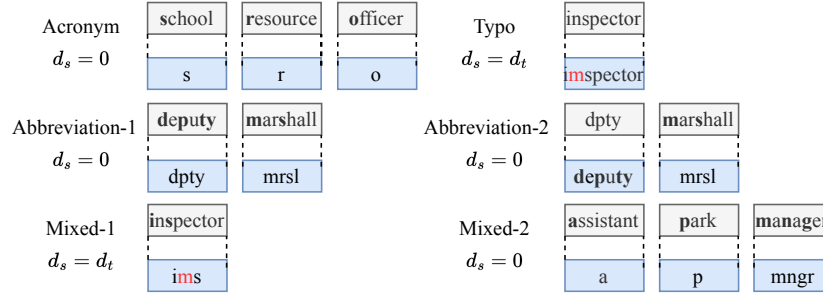 Acronym
d_s = 0
school resource officer
s r o
Typo
d_s = d_t
inspector
imspector
Abbreviation-1
d_s = 0
deputy marshall
dpty mrsl
Abbreviation-2
d_s = 0
dpty marshall
deputy mrsl
Mixed-1
d_s = d_t
inspector
ims
Mixed-2
d_s = 0
assistant park manager
a p mngr